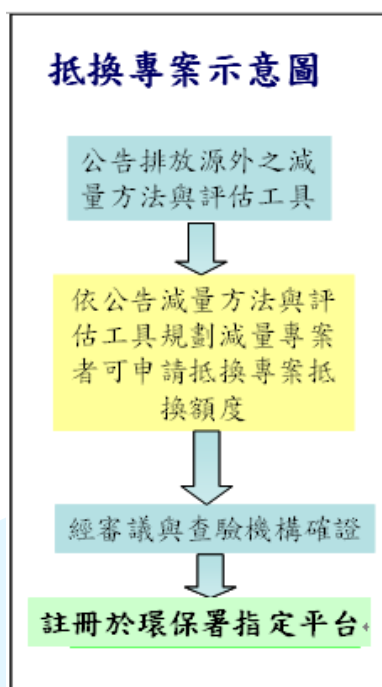 抵換專案示意圖
公告排放源外之減
量方法與評估工具
依公告減量方法與評
估工具規劃減量專案
者可申請抵換專案抵
換額度
經審議與查驗機構確證
註冊於環保署指定平台